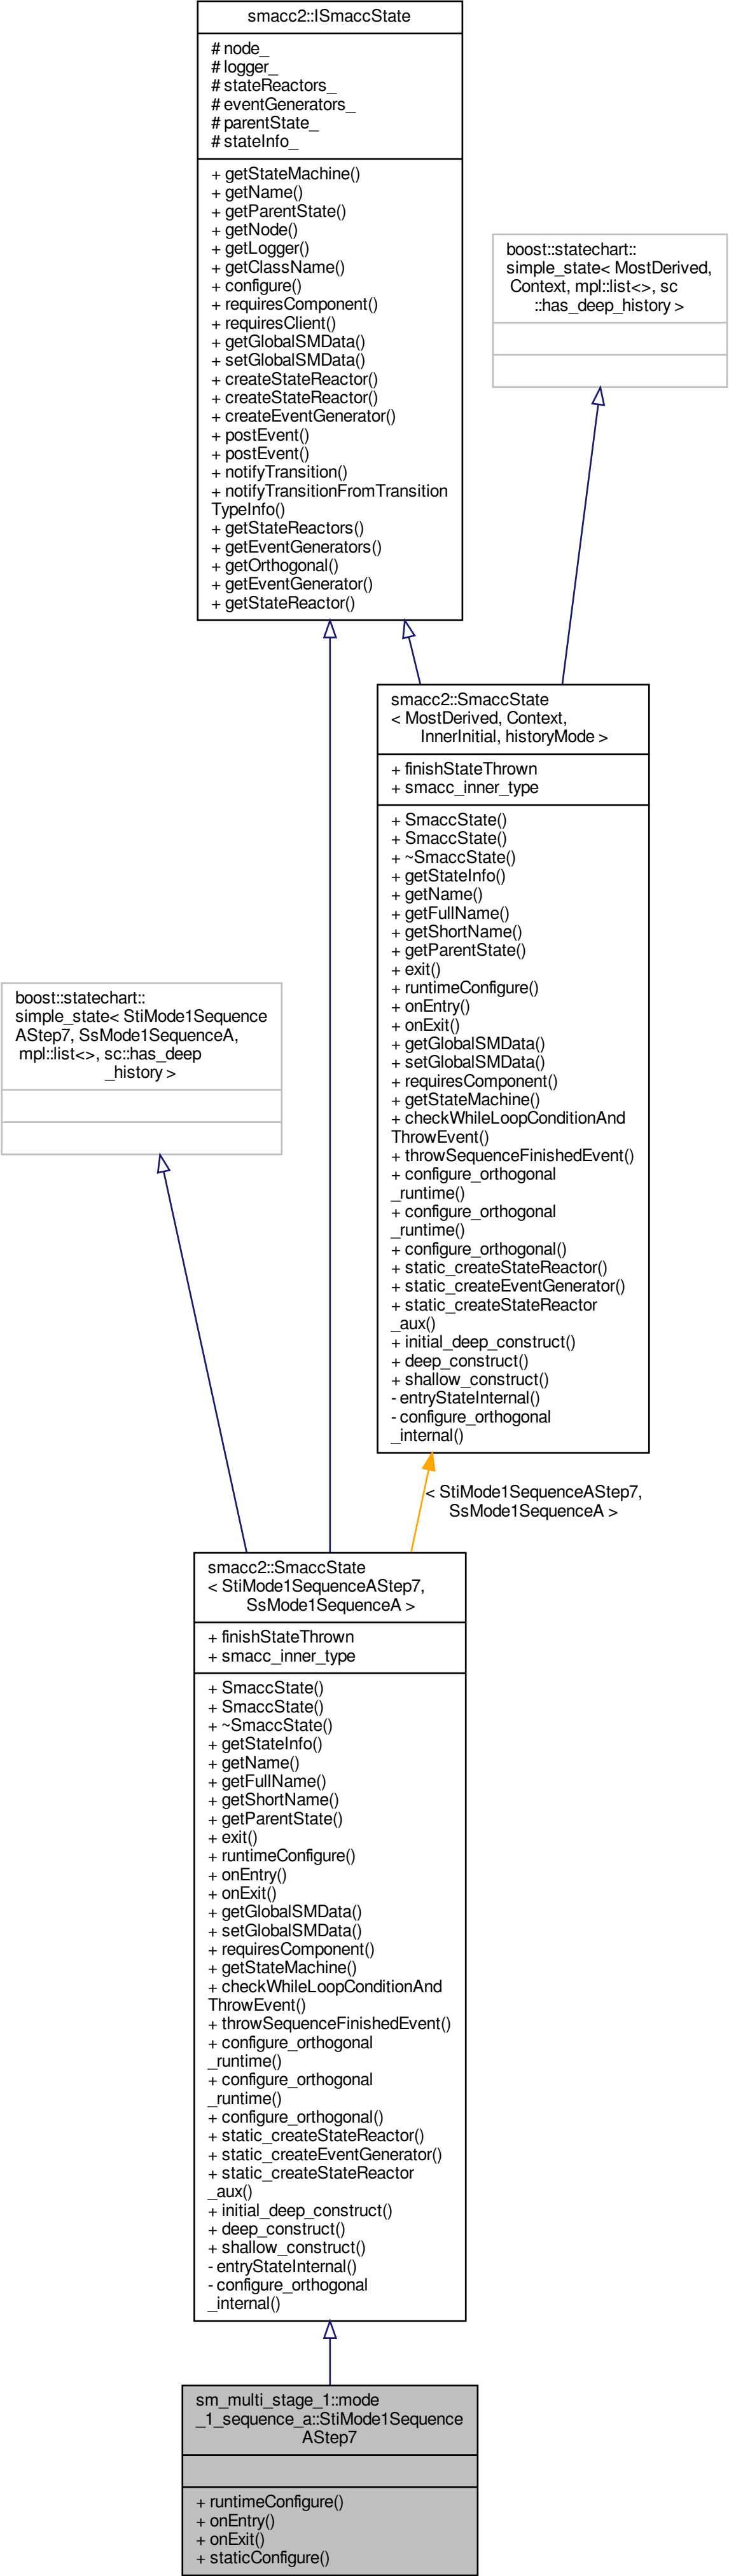 smacc2::ISmaccState
# node_
# logger_
# stateReactors_
# eventGenerators_
# parentState_
# stateInfo_
+ getStateMachine()
+ getName()
+ getParentState()
+ getNode()
+ getLogger()
+ getClassName()
+ configure()
+ requiresComponent()
+ requiresClient()
+ getGlobalSMData()
+ setGlobalSMData()
+ createStateReactor()
+ createStateReactor()
+ createEventGenerator()
+ postEvent()
+ postEvent()
+ notifyTransition()
+ notifyTransitionFromTransition
TypeInfo()
+ getStateReactors()
+ getEventGenerators()
+ getOrthogonal()
+ getEventGenerator()
+ getStateReactor()
boost::statechart::
simple_state< MostDerived,
Context, mpl::list<>, sc
::has_deep_history >
smacc2::SmaccState
< MostDerived, Context,
InnerInitial, historyMode >
+ finishStateThrown
+ smacc_inner_type
+ SmaccState()
+ SmaccState()
+ ~SmaccState()
+ getStateInfo()
+ getName()
+ getFullName()
+ getShortName()
+ getParentState()
+ exit()
+ runtimeConfigure()
+ onEntry()
+ onExit()
+ getGlobalSMData()
+ setGlobalSMData()
+ requiresComponent()
+ getStateMachine()
+ checkWhileLoopConditionAnd
ThrowEvent()
+ throwSequenceFinishedEvent()
+ configure_orthogonal
_runtime()
+ configure_orthogonal
_runtime()
+ configure_orthogonal()
+ static_createStateReactor()
+ static_createEventGenerator()
+ static_createStateReactor
_aux()
+ initial_deep_construct()
+ deep_construct()
+ shallow_construct()
- entryStateInternal()
- configure_orthogonal
_internal()
boost::statechart::
simple_state< StiMode1Sequence
AStep7, SsMode1SequenceA,
mpl::list<>, sc::has_deep
_history >
< StiMode1SequenceAStep7,
SsMode1SequenceA >
smacc2::SmaccState
< StiMode1SequenceAStep7,
SsMode1SequenceA >
+ finishStateThrown
+ smacc_inner_type
+ SmaccState()
+ SmaccState()
+ ~SmaccState()
+ getStateInfo()
+ getName()
+ getFullName()
+ getShortName()
+ getParentState()
+ exit()
+ runtimeConfigure()
+ onEntry()
+ onExit()
+ getGlobalSMData()
+ setGlobalSMData()
+ requiresComponent()
+ getStateMachine()
+ checkWhileLoopConditionAnd
ThrowEvent()
+ throwSequenceFinishedEvent()
+ configure_orthogonal
_runtime()
+ configure_orthogonal
_runtime()
+ configure_orthogonal()
+ static_createStateReactor()
+ static_createEventGenerator()
+ static_createStateReactor
_aux()
+ initial_deep_construct()
+ deep_construct()
+ shallow_construct()
- entryStateInternal()
- configure_orthogonal
_internal()
sm_multi_stage_1::mode
_1_sequence_a::StiMode1Sequence
AStep7
+ runtimeConfigure()
+ onEntry()
+ onExit()
+ staticConfigure()